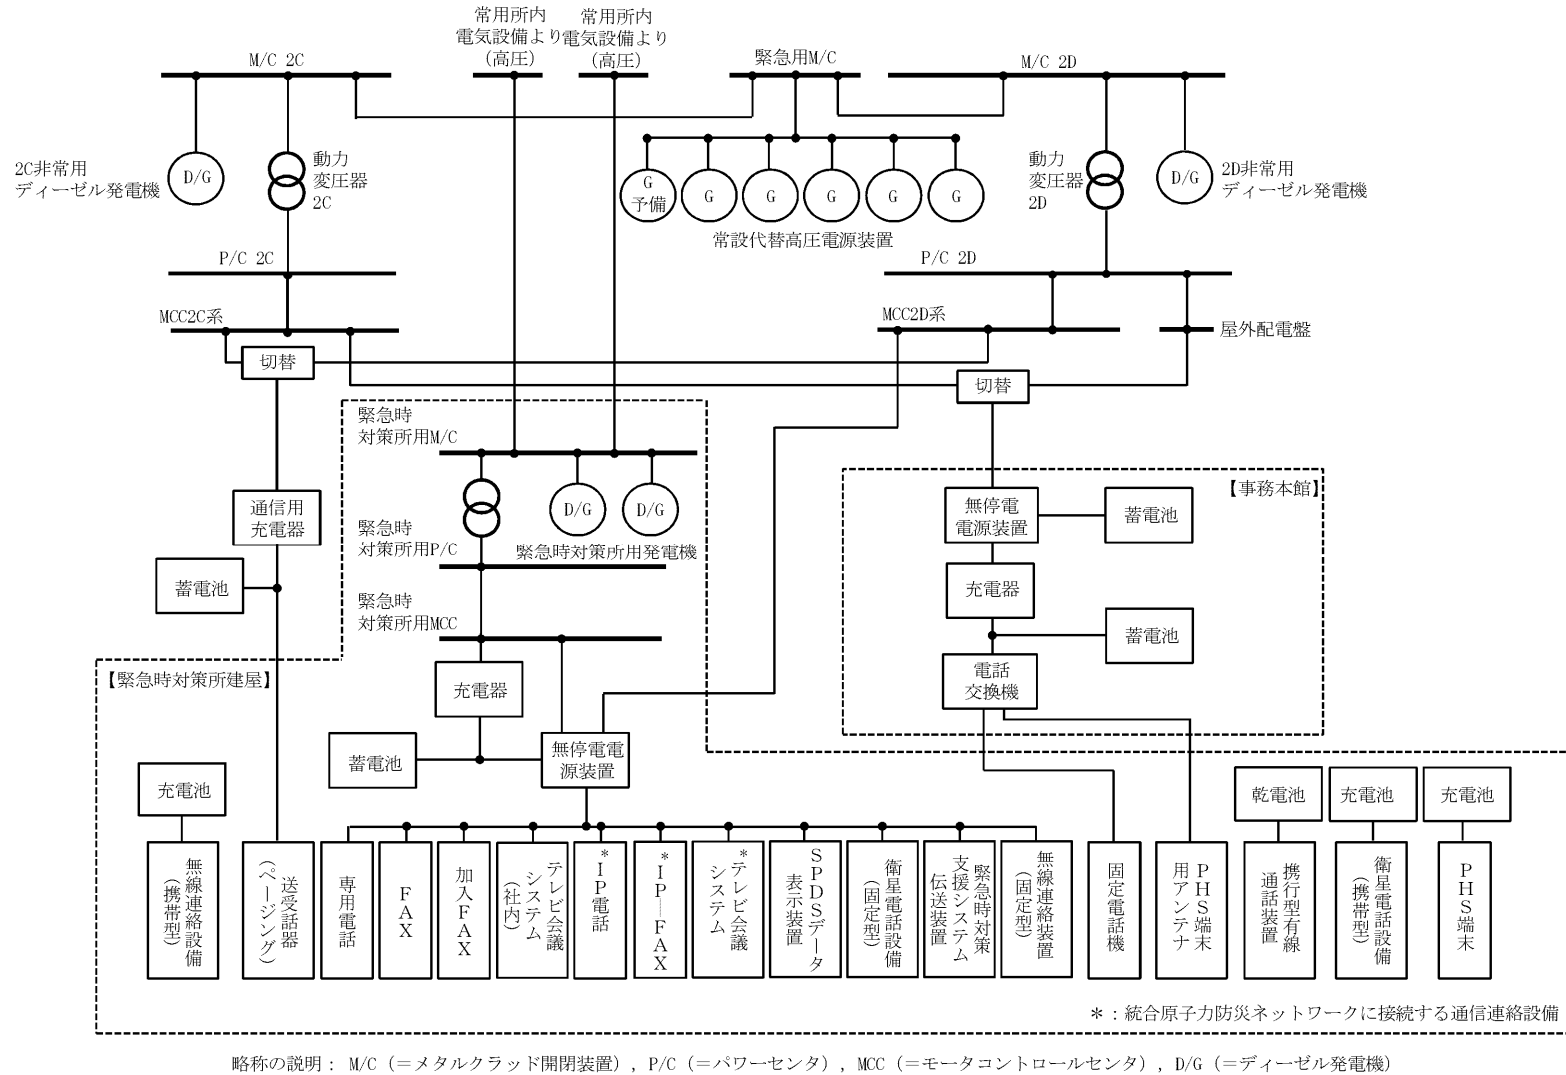 常用所内
電気設備より
（高圧）
常用所内
電気設備より
（高圧）
M/C 2C
緊急用M/C
M/C 2D
2C非常用
ディーゼル発電機
D/G
動力
変圧器
2C
G
予備
G
G
G
G
G
常設代替高圧電源装置
動力
変圧器
2D
D/G
2D非常用
ディーゼル発電機
P/C 2C
P/C 2D
MCC2C系
MCC2D系
屋外配電盤
切替
切替
緊急時
対策所用M/C
通信用
充電器
D/G
D/G
緊急時対策所用発電機
緊急時
対策所用P/C
【事務本館】
無停電
電源装置
蓄電池
充電器
蓄電池
緊急時
対策所用MCC
蓄電池
電話
交換機
【緊急時対策所建屋】
充電器
蓄電池
無停電電
源装置
充電池
乾電池
充電池
充電池
無線連絡設備
（携帯型）
送受話器
（ページング）
専用電話
FAX
加入FAX
テレビ会議
システム
（社内）
*IP電話
*IP－FAX
*テレビ会議
システム
SPDSデータ
表示装置
衛星電話設備
（固定型）
緊急時対策
支援システム
伝送装置
無線連絡装置
（固定型）
固定電話機
PHS端末
用アンテナ
携行型有線
通話装置
衛星電話設備
（携帯型）
PHS端末
＊：統合原子力防災ネットワークに接続する通信連絡設備
略称の説明： M/C（＝メタルクラッド開閉装置）, P/C（＝パワーセンタ）, MCC（＝モータコントロールセンタ）, D/G（＝ディーゼル発電機）